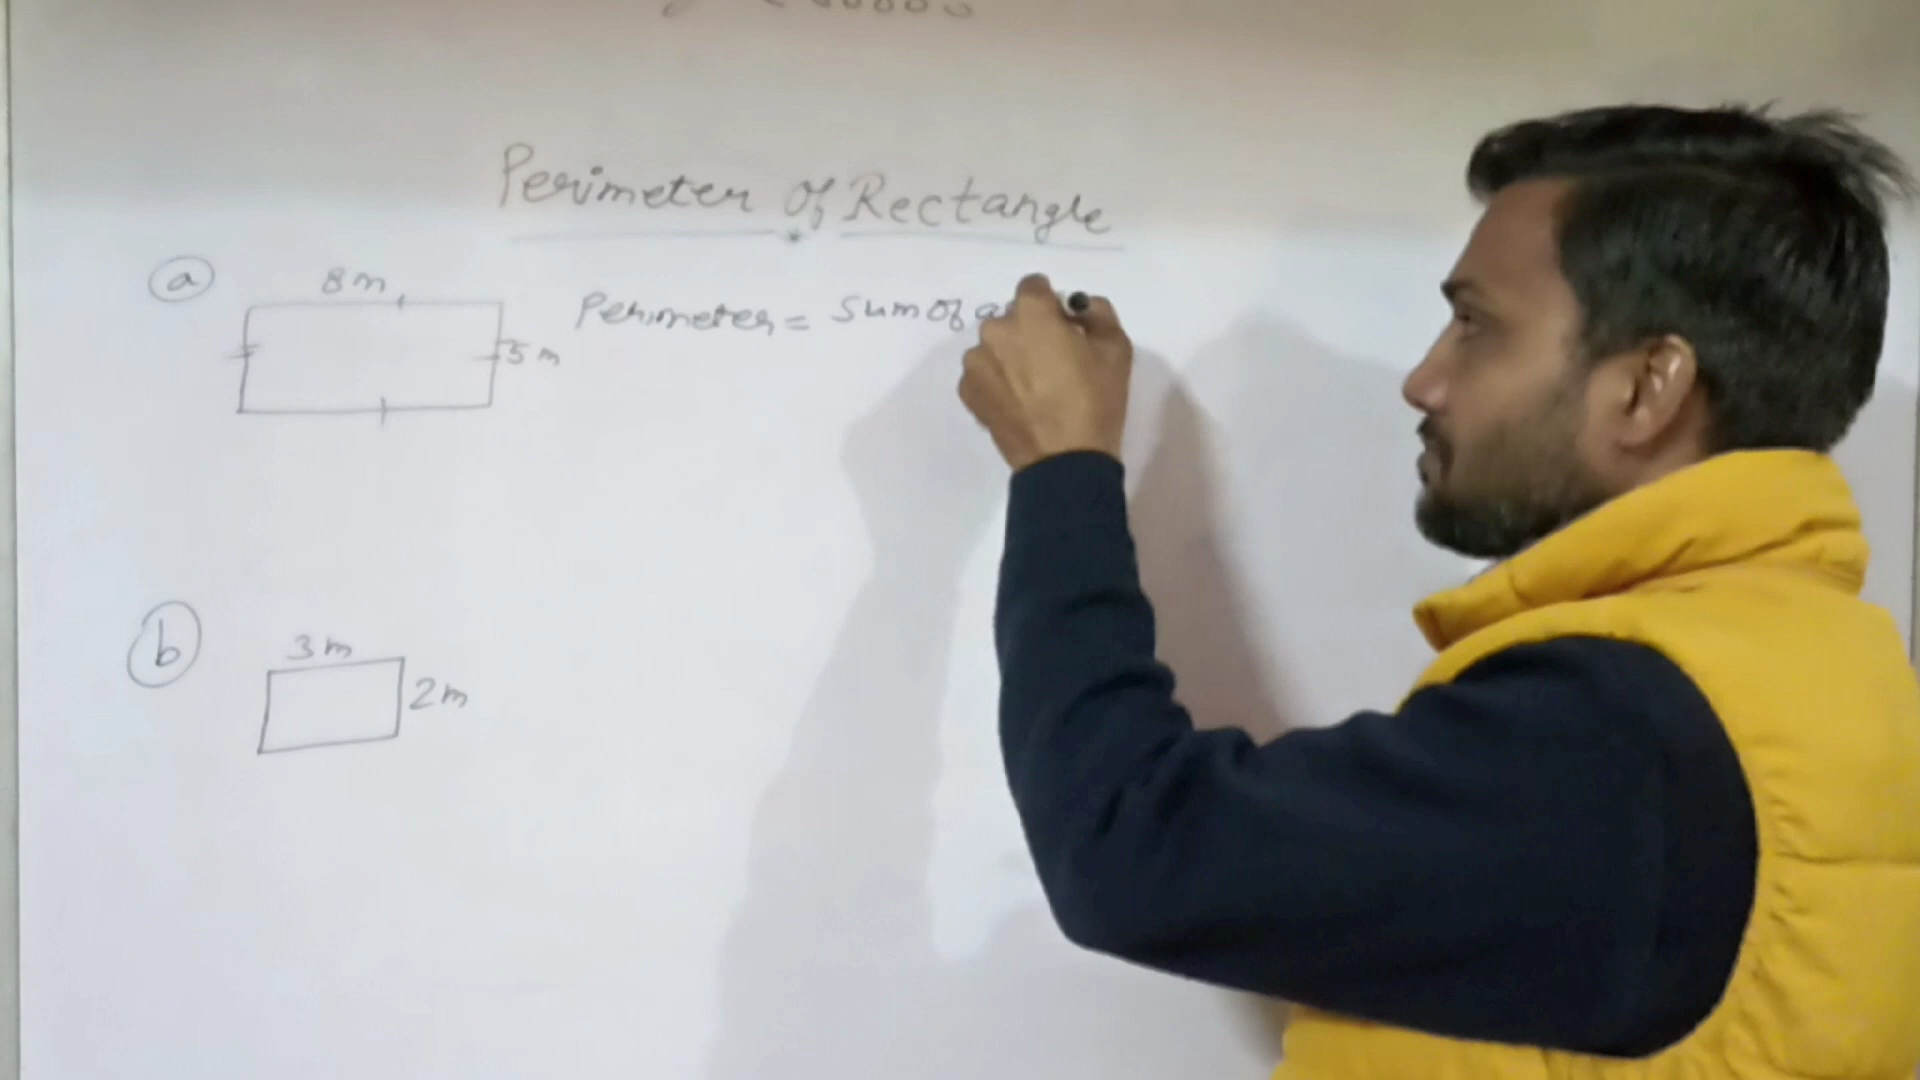 Perimeter of Rectangle
a
8m
Perimeter = Sum of
5m
b
3m
2m